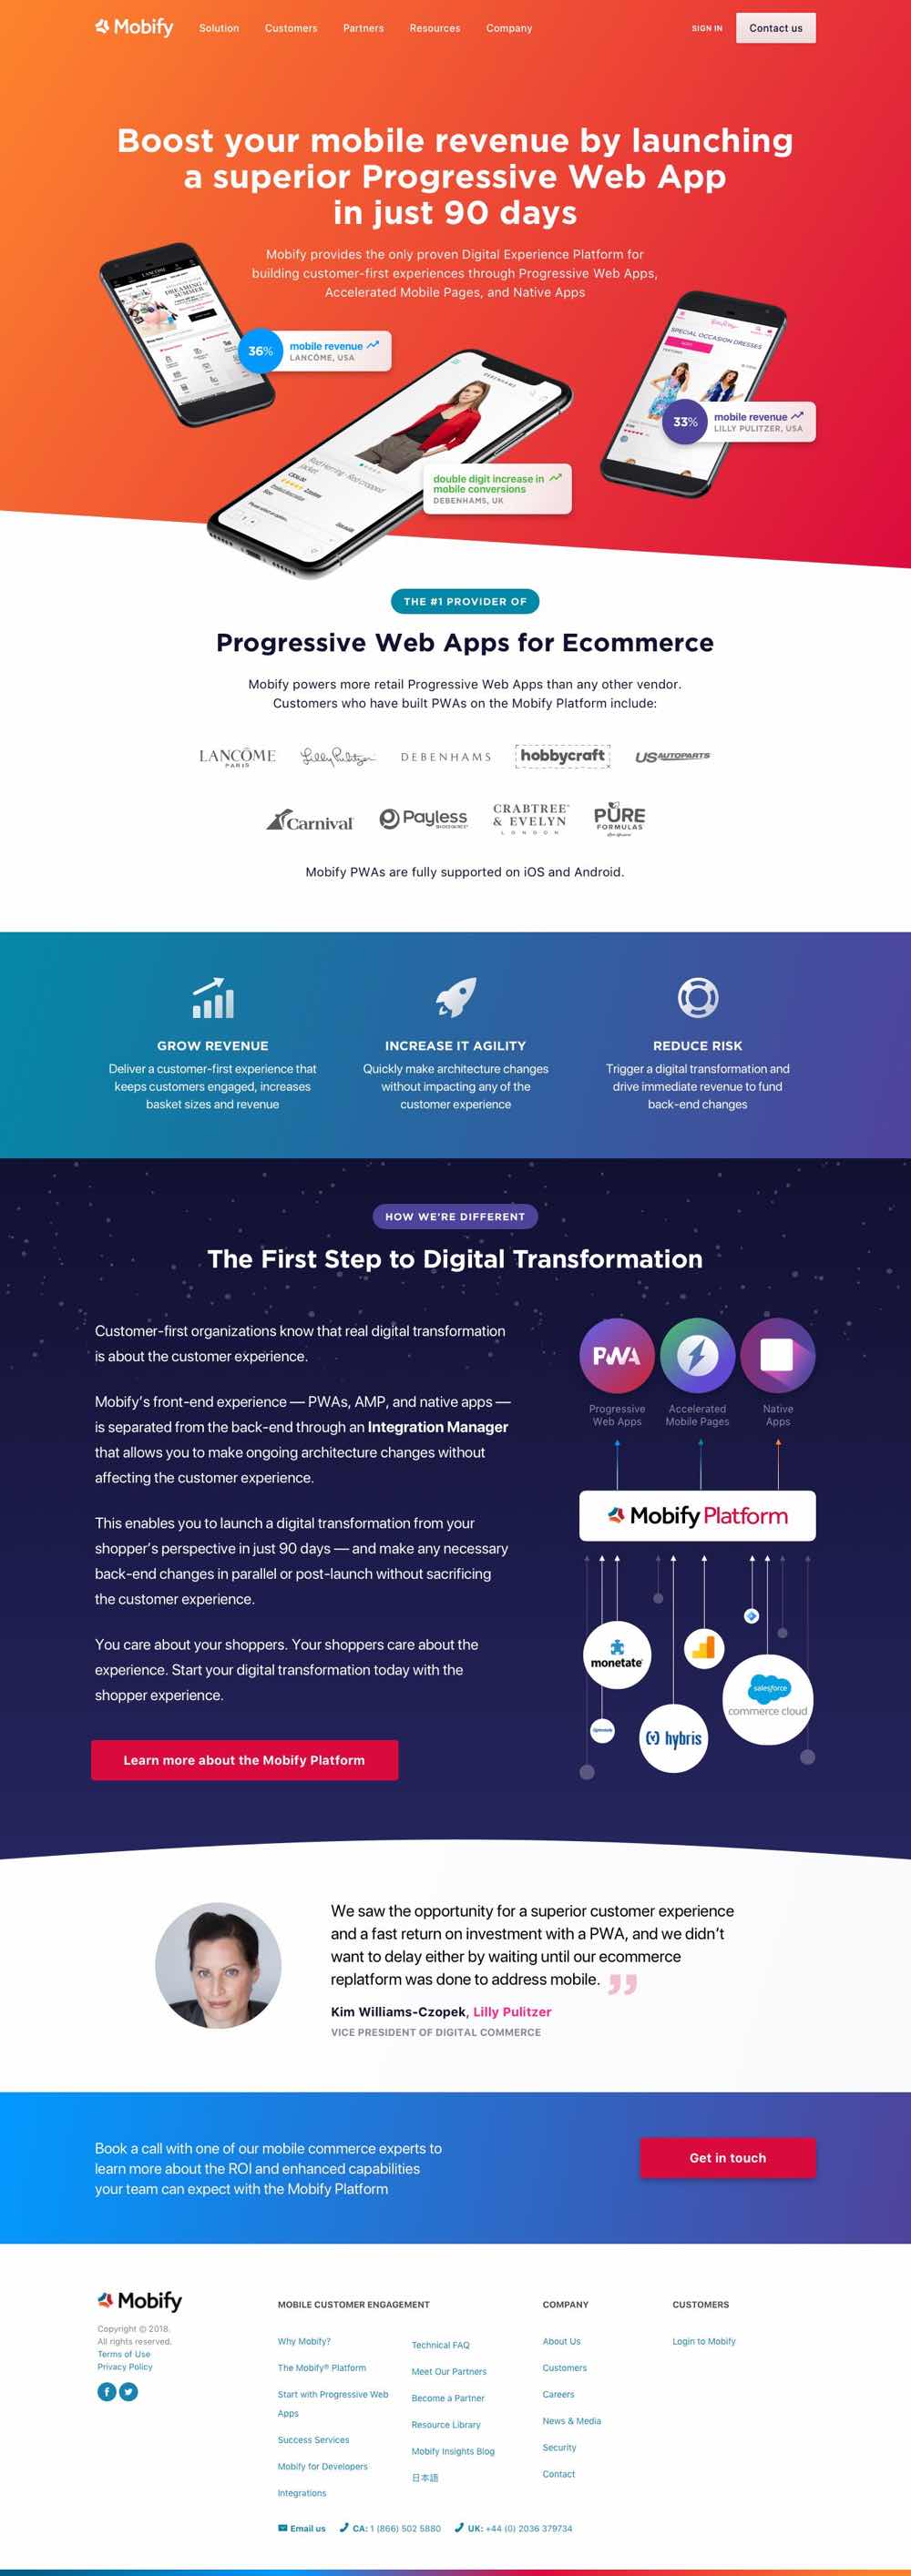 Mobify
Solution
Customers
Partners
Resources
Company
SIGN IN
Contact us
Boost your mobile revenue by launching
a superior Progressive Web App
in just 90 days
Mobify provides the only proven Digital Experience Platform for
building customer-first experiences through Progressive Web Apps,
Accelerated Mobile Pages, and Native Apps
LANCÔME
DREAMING of
SUMMER
36%
mobile revenue
LANCÔME, USA
SPECIAL OCCASION DRESSES
33%
mobile revenue
LILLY PULITZER, USA
DEBENHAMS
Red Herring - Red cropped
jacket
double digit increase in
mobile conversions
DEBENHAMS, UK
THE #1 PROVIDER OF
Progressive Web Apps for Ecommerce
Mobify powers more retail Progressive Web Apps than any other vendor.
Customers who have built PWAs on the Mobify Platform include:
LANCÔME
PARIS
Lilly Pulitzer
DEBENHAMS
hobbycraft
US AUTOPARTS
Carnival
Payless
CRABTREE
& EVELYN
LONDON
PURE
FORMULAS
Mobify PWAs are fully supported on iOS and Android.
GROW REVENUE
Deliver a customer-first experience that
keeps customers engaged, increases
basket sizes and revenue
INCREASE IT AGILITY
Quickly make architecture changes
without impacting any of the
customer experience
REDUCE RISK
Trigger a digital transformation and
drive immediate revenue to fund
back-end changes
HOW WE'RE DIFFERENT
The First Step to Digital Transformation
Customer-first organizations know that real digital transformation
is about the customer experience.
Mobify's front-end experience — PWAs, AMP, and native apps —
is separated from the back-end through an Integration Manager
that allows you to make ongoing architecture changes without
affecting the customer experience.
This enables you to launch a digital transformation from your
shopper's perspective in just 90 days — and make any necessary
back-end changes in parallel or post-launch without sacrificing
the customer experience.
You care about your shoppers. Your shoppers care about the
experience. Start your digital transformation today with the
shopper experience.
Learn more about the Mobify Platform
PWA
Progressive
Web Apps
Accelerated
Mobile Pages
Native
Apps
Mobify Platform
monetate
salesforce
commerce cloud
hybris
We saw the opportunity for a superior customer experience
and a fast return on investment with a PWA, and we didn't
want to delay either by waiting until our ecommerce
replatform was done to address mobile.
Kim Williams-Czopek, Lilly Pulitzer
VICE PRESIDENT OF DIGITAL COMMERCE
Book a call with one of our mobile commerce experts to
learn more about the ROI and enhanced capabilities
your team can expect with the Mobify Platform
Get in touch
Mobify
Copyright © 2018.
All rights reserved.
Terms of Use
Privacy Policy
MOBILE CUSTOMER ENGAGEMENT
Why Mobify?
The Mobify® Platform
Start with Progressive Web
Apps
Success Services
Mobify for Developers
Integrations
Technical FAQ
Meet Our Partners
Become a Partner
Resource Library
Mobify Insights Blog
日本語
COMPANY
About Us
Customers
Careers
News & Media
Security
Contact
CUSTOMERS
Login to Mobify
Email us
CA: 1 (866) 502 5880
UK: +44 (0) 2036 379734